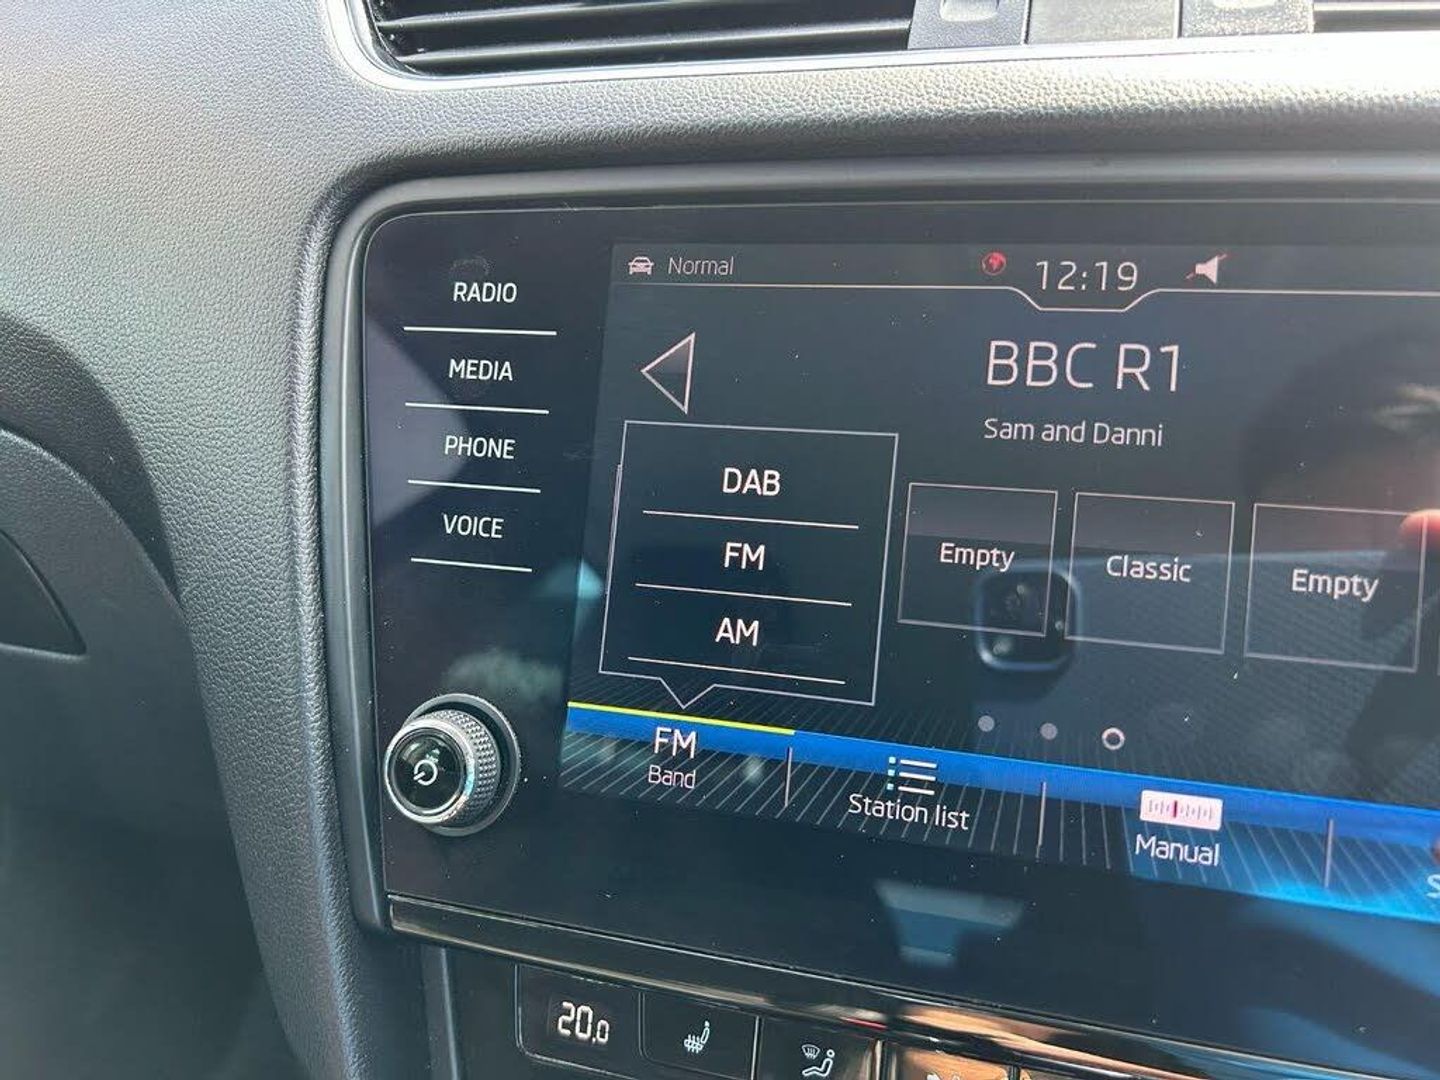 Normal
12:19
RADIO
MEDIA
PHONE
VOICE
BBC R1
Sam and Danni
DAB
FM
AM
Empty
Classic
Empty
FM
Band
Station list
Manual
20.0